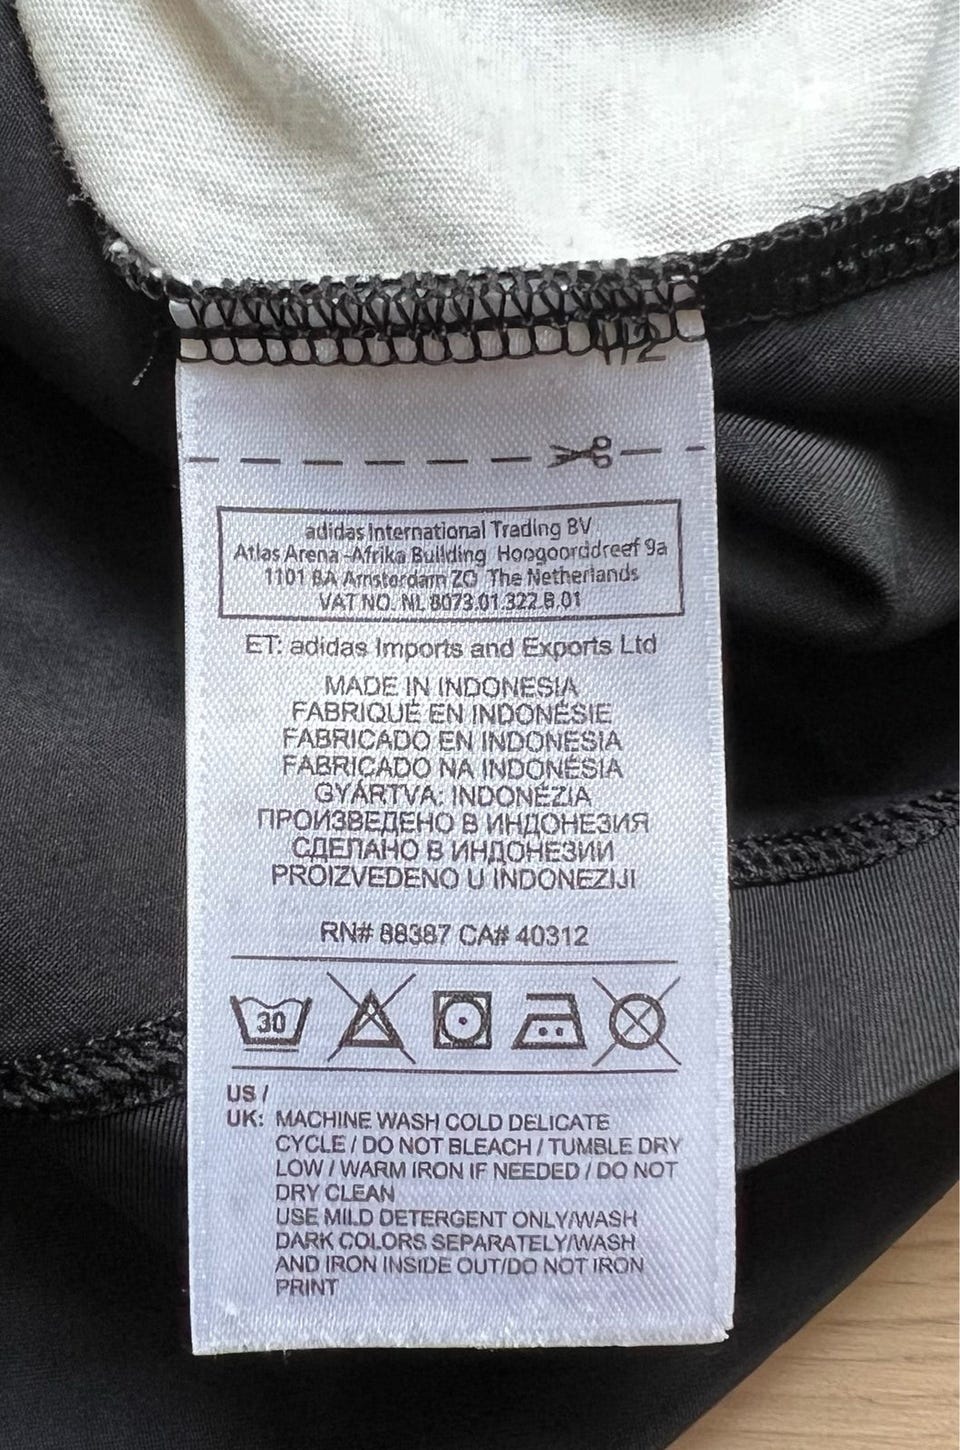 adidas International Trading BV
Atlas Arena -Afrika Building Hoogoorddreef 9a
1101 BA Amsterdam ZO The Netherlands
VAT NO. NL 8073.01.322.B.01
ET: adidas Imports and Exports Ltd
MADE IN INDONESIA
FABRIQUÉ EN INDONÉSIE
FABRICADO EN INDONESIA
FABRICADO NA INDONÉSIA
GYÁRTVA: INDONÉZIA
ПРОИЗВЕДЕНО В ИНДОНЕЗИЯ
СДЕЛАНО В ИНДОНЕЗИИ
PROIZVEDENO U INDONEZIJI
RN# 88387 CA# 40312
30
US /
UK: MACHINE WASH COLD DELICATE
CYCLE / DO NOT BLEACH / TUMBLE DRY
LOW / WARM IRON IF NEEDED / DO NOT
DRY CLEAN
USE MILD DETERGENT ONLY/WASH
DARK COLORS SEPARATELY/WASH
AND IRON INSIDE OUT/DO NOT IRON
PRINT